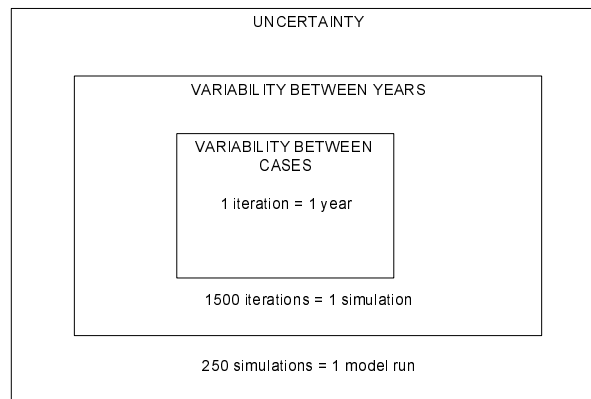 UNCERTAINTY
VARIABILITY BETWEEN YEARS
VARIABILITY BETWEEN
CASES
1 iteration = 1 year
1500 iterations = 1 simulation
250 simulations = 1 model run